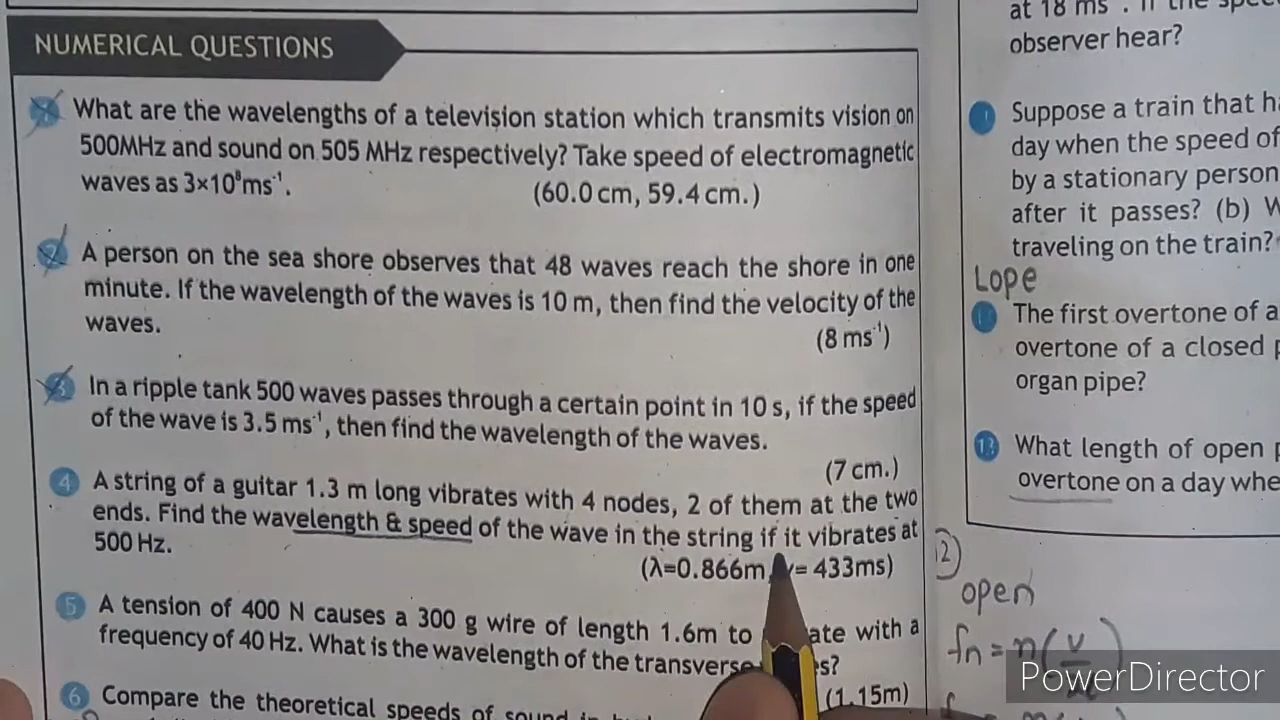 NUMERICAL QUESTIONS
What are the wavelengths of a television station which transmits vision on
500MHz and sound on 505 MHz respectively? Take speed of electromagnetic
waves as 3×10⁸ms⁻¹.
(60.0 cm, 59.4 cm.)
2 A person on the sea shore observes that 48 waves reach the shore in one
minute. If the wavelength of the waves is 10 m, then find the velocity of the
waves.
(8 ms⁻¹)
3 In a ripple tank 500 waves passes through a certain point in 10 s, if the speed
of the wave is 3.5 ms⁻¹, then find the wavelength of the waves.
(7 cm.)
4 A string of a guitar 1.3 m long vibrates with 4 nodes, 2 of them at the two
ends. Find the wavelength & speed of the wave in the string if it vibrates at
500 Hz.
(λ=0.866m = 433ms)
5 A tension of 400 N causes a 300 g wire of length 1.6m to ate with a
frequency of 40 Hz. What is the wavelength of the transverse es?
(1.15m)
6 Compare the theoretical speeds of sound in
at 18 ms
observer hear?
Suppose a train that
day when the speed of
by a stationary person
after it passes? (b)
traveling on the train?
Lope
The first overtone of a
overtone of a closed
organ pipe?
13 What length of open
overtone on a day whe
12
open
fn = n(v
PowerDirector